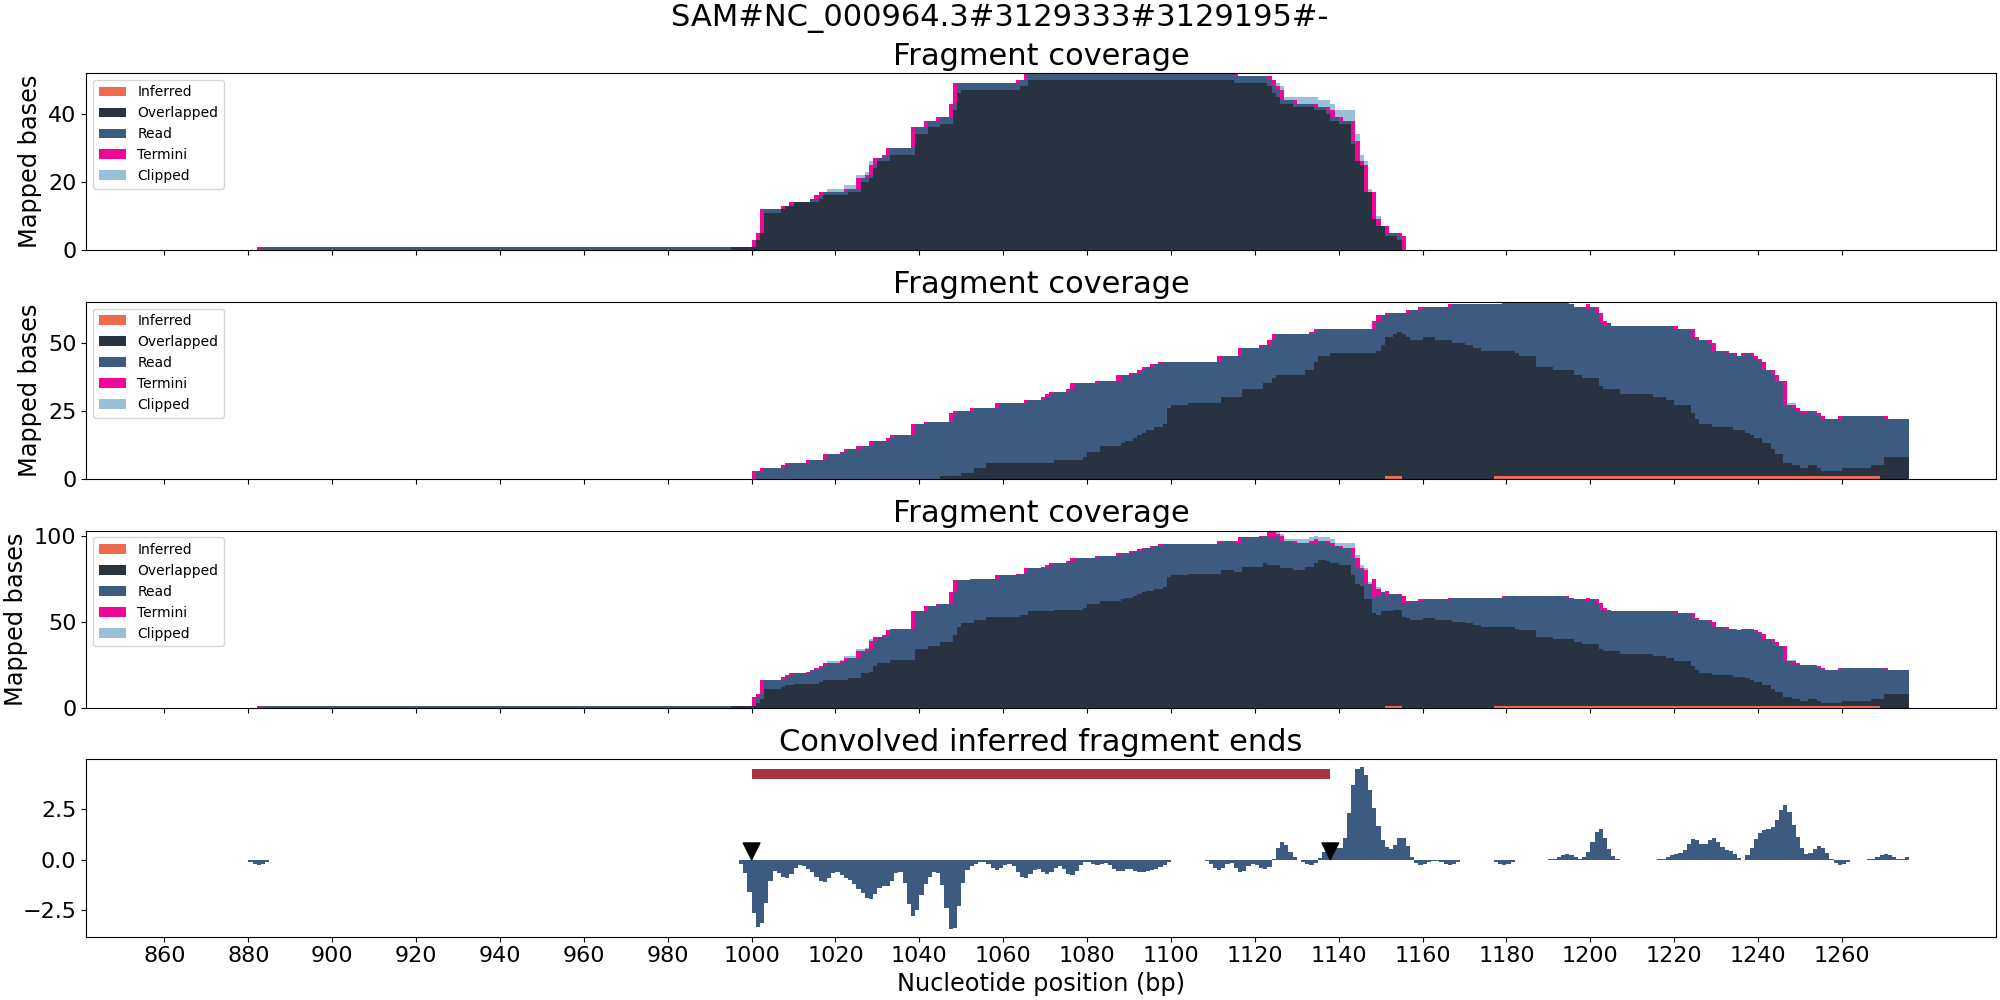 SAM#NC_000964.3#3129333#3129195#-
Fragment coverage
Mapped bases
40
20
0
Inferred
Overlapped
Read
Termini
Clipped
Fragment coverage
Mapped bases
50
25
0
Inferred
Overlapped
Read
Termini
Clipped
Fragment coverage
Mapped bases
100
50
0
Inferred
Overlapped
Read
Termini
Clipped
Convolved inferred fragment ends
2.5
0.0
−2.5
860 880 900 920 940 960 980 1000 1020 1040 1060 1080 1100 1120 1140 1160 1180 1200 1220 1240 1260
Nucleotide position (bp)